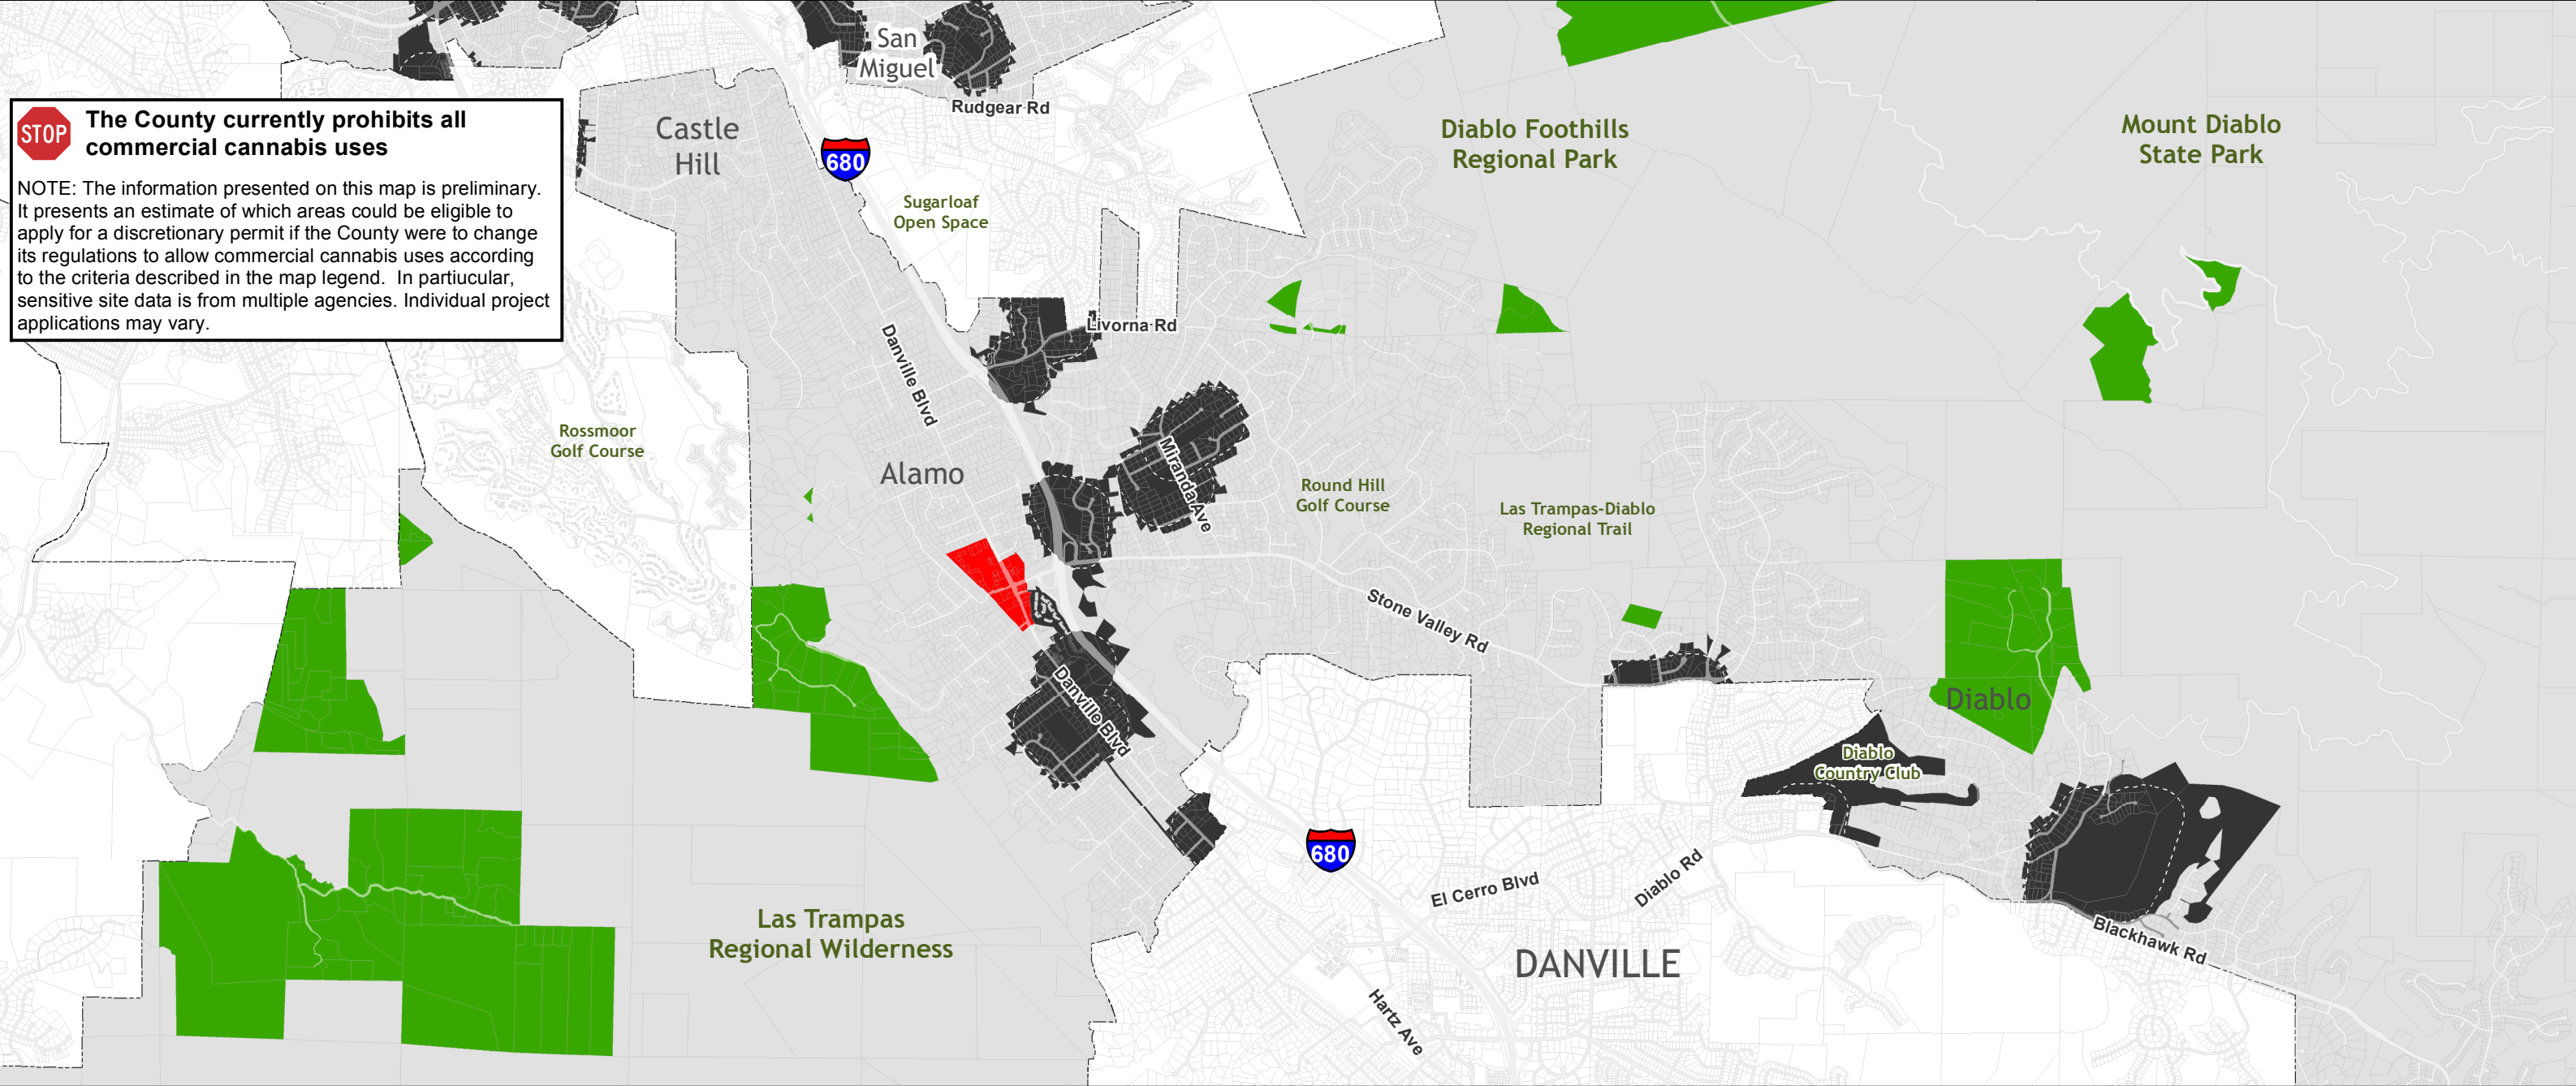 San
Miguel
Rudgear Rd
STOP
The County currently prohibits all
commercial cannabis uses
NOTE: The information presented on this map is preliminary.
It presents an estimate of which areas could be eligible to
apply for a discretionary permit if the County were to change
its regulations to allow commercial cannabis uses according
to the criteria described in the map legend.  In partiucular,
sensitive site data is from multiple agencies. Individual project
applications may vary.
Castle
Hill
680
Sugarloaf
Open Space
Diablo Foothills
Regional Park
Mount Diablo
State Park
Livorna Rd
Danville Blvd
Rossmoor
Golf Course
Alamo
Miranda Ave
Round Hill
Golf Course
Las Trampas-Diablo
Regional Trail
Stone Valley Rd
Danville Blvd
Diablo
Diablo
Country Club
680
El Cerro Blvd
Diablo Rd
Las Trampas
Regional Wilderness
DANVILLE
Blackhawk Rd
Hartz Ave